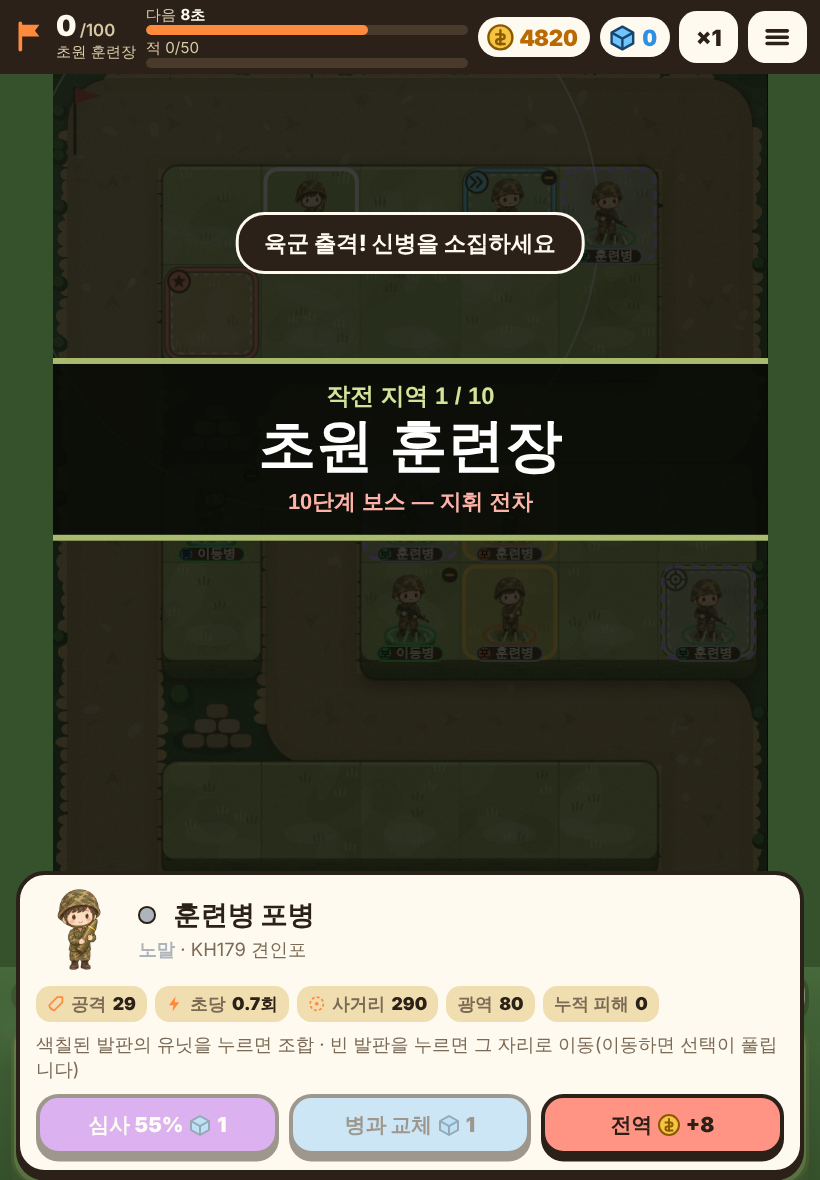 0 /100
초원 훈련장
다음 8초
적 0/50
4820
0
×1
육군 출격! 신병을 소집하세요
훈련병
작전 지역 1 / 10
초원 훈련장
10단계 보스 — 지휘 전차
이등병
훈련병
훈련병
이등병
훈련병
훈련병
훈련병 포병
노말 · KH179 견인포
공격 29
초당 0.7회
사거리 290
광역 80
누적 피해 0
색칠된 발판의 유닛을 누르면 조합 · 빈 발판을 누르면 그 자리로 이동(이동하면 선택이 풀립
니다)
심사 55% 1
병과 교체 1
전역 +8